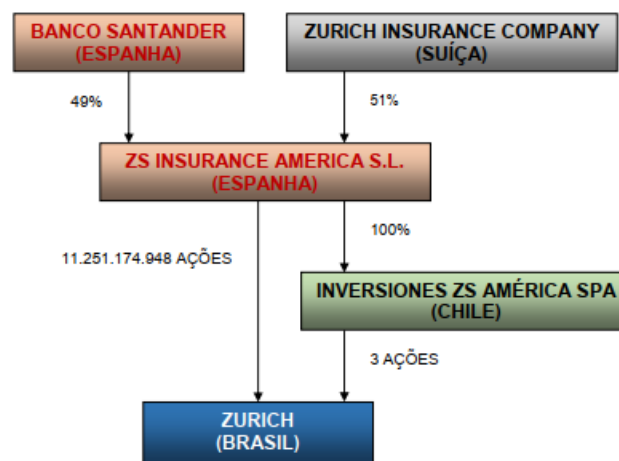 BANCO SANTANDER
(ESPANHA)
ZURICH INSURANCE COMPANY
(SUÍÇA)
49%
51%
ZS INSURANCE AMERICA S.L.
(ESPANHA)
11.251.174.948 AÇÕES
100%
INVERSIONES ZS AMÉRICA SPA
(CHILE)
3 AÇÕES
ZURICH
(BRASIL)